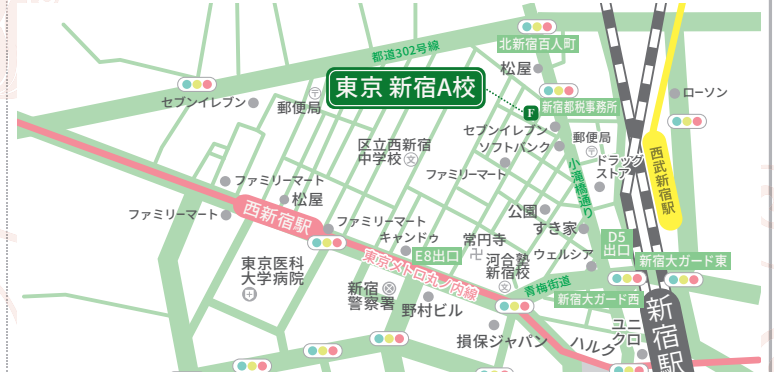 北新宿百人町
都道302号線
松屋
東京 新宿A校
ローソン
セブンイレブン
郵便局
F
新宿都税事務所
セブンイレブン
ソフトバンク
郵便局
区立西新宿
中学校
文
ファミリーマート
ドラッグ
ストア
西武新宿駅
小滝橋通り
ファミリーマート
松屋
ファミリーマート
西新宿駅
ファミリーマート
キャンドゥ
公園
すき家
常円寺
D5
出口
E8出口
ウェルシア
新宿大ガード東
東京メトロ丸ノ内線
河合塾
新宿校
文
東京医科
大学病院
青梅街道
新宿大ガード西
新宿
警察署
野村ビル
損保ジャパン
ハルク
ユニ
クロ
新宿駅